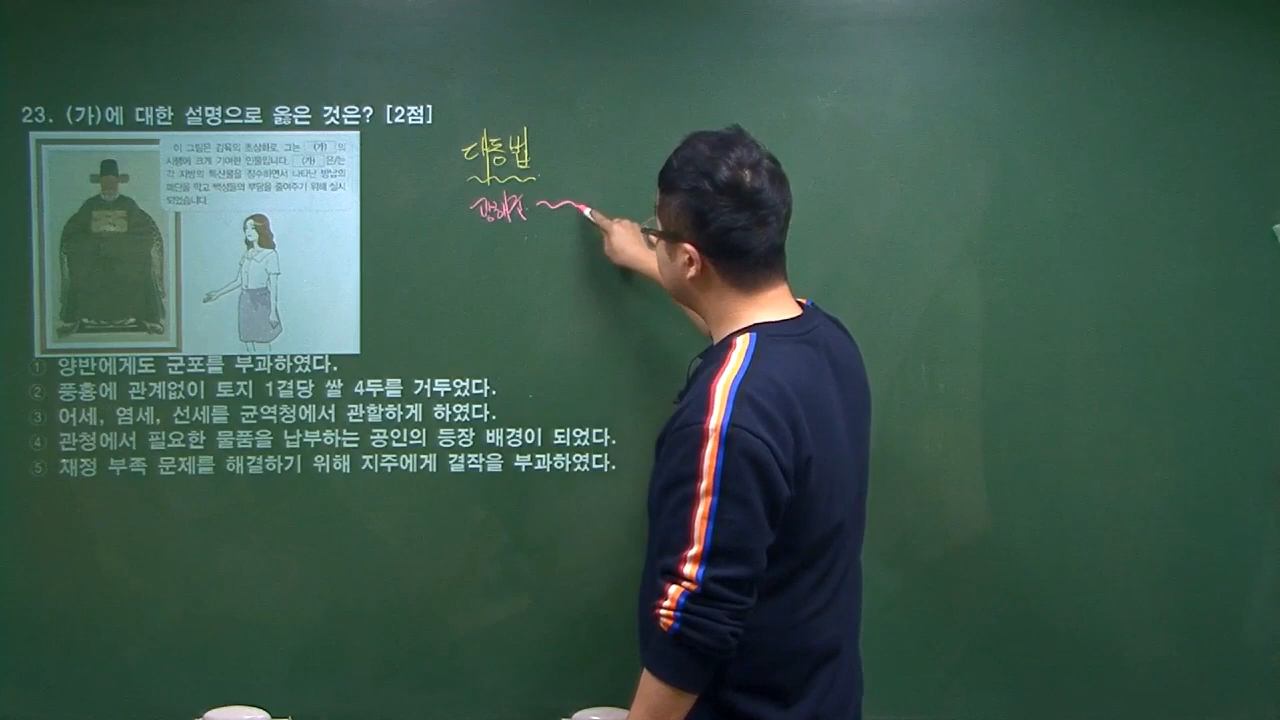 23. (가)에 대한 설명으로 옳은 것은? [2점]
이 그림은 김육의 초상화로, 그는 (가) 의
시행에 크게 기여한 인물입니다. (가) 은/는
각 지방의 특산물을 징수하면서 나타난 방납의
폐단을 막고 백성들의 부담을 줄여주기 위해 실시
되었습니다.
대동법
광해군
① 양반에게도 군포를 부과하였다.
② 풍흉에 관계없이 토지 1결당 쌀 4두를 거두었다.
③ 어세, 염세, 선세를 균역청에서 관할하게 하였다.
④ 관청에서 필요한 물품을 납부하는 공인의 등장 배경이 되었다.
⑤ 재정 부족 문제를 해결하기 위해 지주에게 결작을 부과하였다.